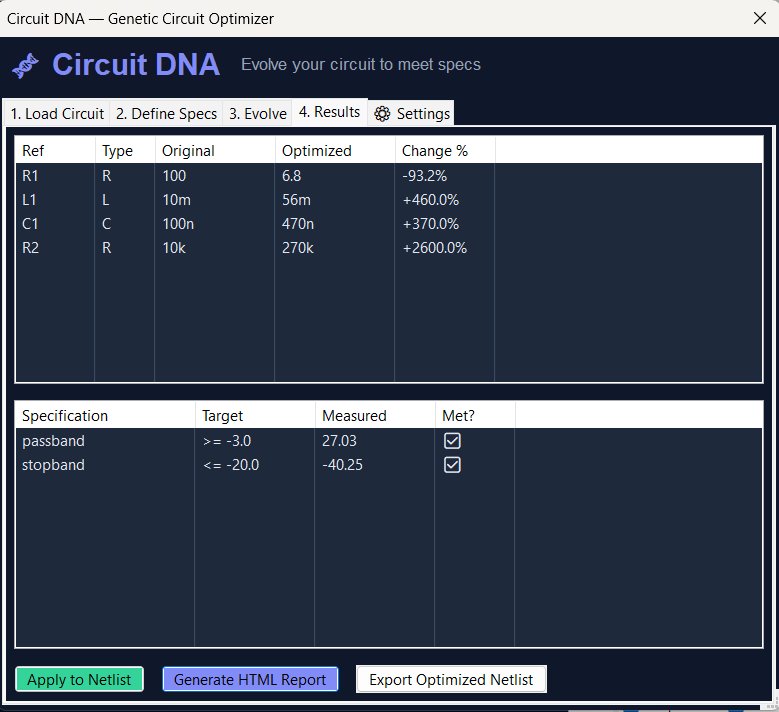 Circuit DNA — Genetic Circuit Optimizer
Circuit DNA Evolve your circuit to meet specs
1. Load Circuit 2. Define Specs 3. Evolve 4. Results Settings
Ref Type Original Optimized Change %
R1 R 100 6.8 -93.2%
L1 L 10m 56m +460.0%
C1 C 100n 470n +370.0%
R2 R 10k 270k +2600.0%
Specification Target Measured Met?
passband >= -3.0 27.03
stopband <= -20.0 -40.25
Apply to Netlist Generate HTML Report Export Optimized Netlist